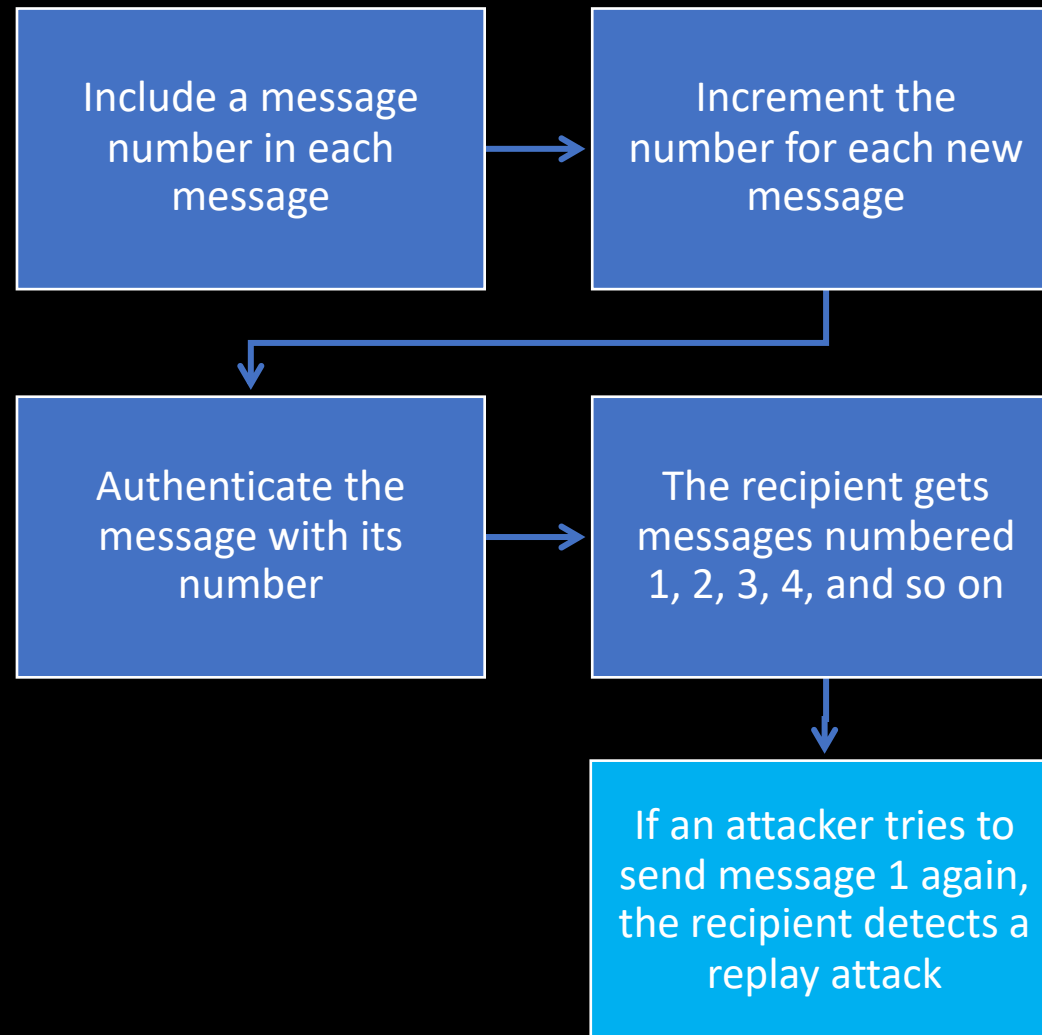 Include a message
number in each
message
Increment the
number for each new
message
Authenticate the
message with its
number
The recipient gets
messages numbered
1, 2, 3, 4, and so on
If an attacker tries to
send message 1 again,
the recipient detects a
replay attack